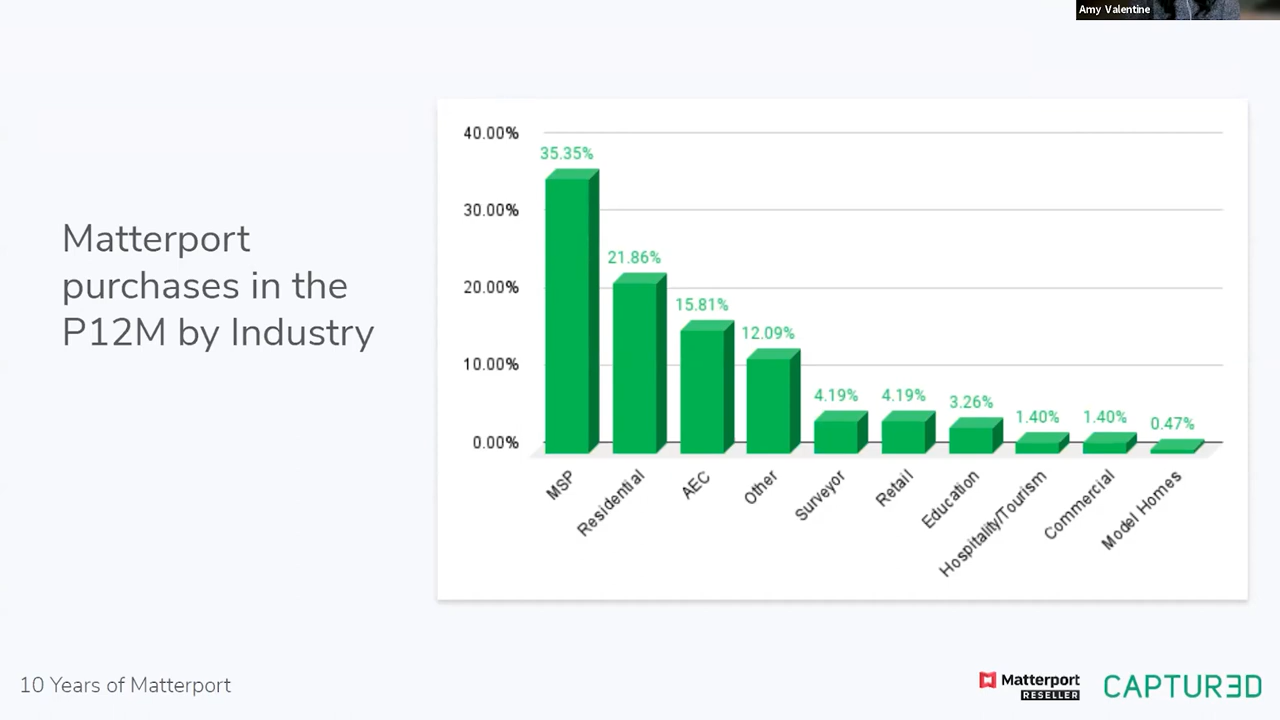 Amy Valentine
Matterport
purchases in the
P12M by Industry
40.00%
30.00%
20.00%
10.00%
0.00%
35.35%
21.86%
15.81%
12.09%
4.19%
4.19%
3.26%
1.40%
1.40%
0.47%
MSP
Residential
AEC
Other
Surveyor
Retail
Education
Hospitality/Tourism
Commercial
Model Homes
10 Years of Matterport
Matterport
RESELLER
CAPTUR3D